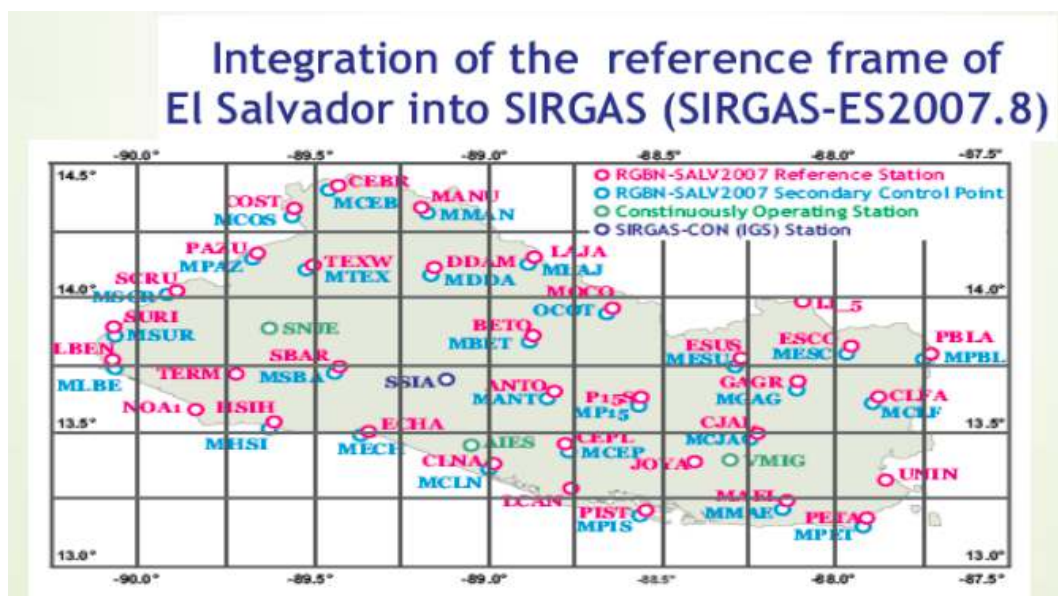 Integration of the reference frame of
El Salvador into SIRGAS (SIRGAS-ES2007.8)
-90.0° -89.5° -89.0° -88.5° -88.0° -87.5°
14.5°
RGBN-SALV2007 Reference Station
RGBN-SALV2007 Secondary Control Point
Constinuously Operating Station
SIRGAS-CON (IGS) Station
CEBR
MCEB
COST
MCOS
MANU
MMAN
PAZU
MPAZ
TEXW
MTEX
DDAM
MDDA
LAJA
MLAJ
SCRU
MSCR
14.0°
14.0°
MOCO
OCOT
LI_5
SURI
MSUR
SNJE
BETO
MBET
ESUS
MESU
ESCO
MESC
PBLA
MPBL
LBEN
MLBE
TERM
SBAR
MSBA
SSIA
ANTO
MANT
P15S
MP15
GAGR
MGAG
CLFA
MCLF
NOA1
HSIH
MHSI
13.5°
13.5°
ECHA
MECH
AIES
CEPL
MCEP
CJAL
MCJA
JOYA
VMIG
CLNA
MCLN
UNIN
LCAN
PIST
MPIS
MAEL
MMAE
PETA
MPET
13.0°
13.0°
-90.0° -89.5° -89.0° -88.5° -88.0° -87.5°